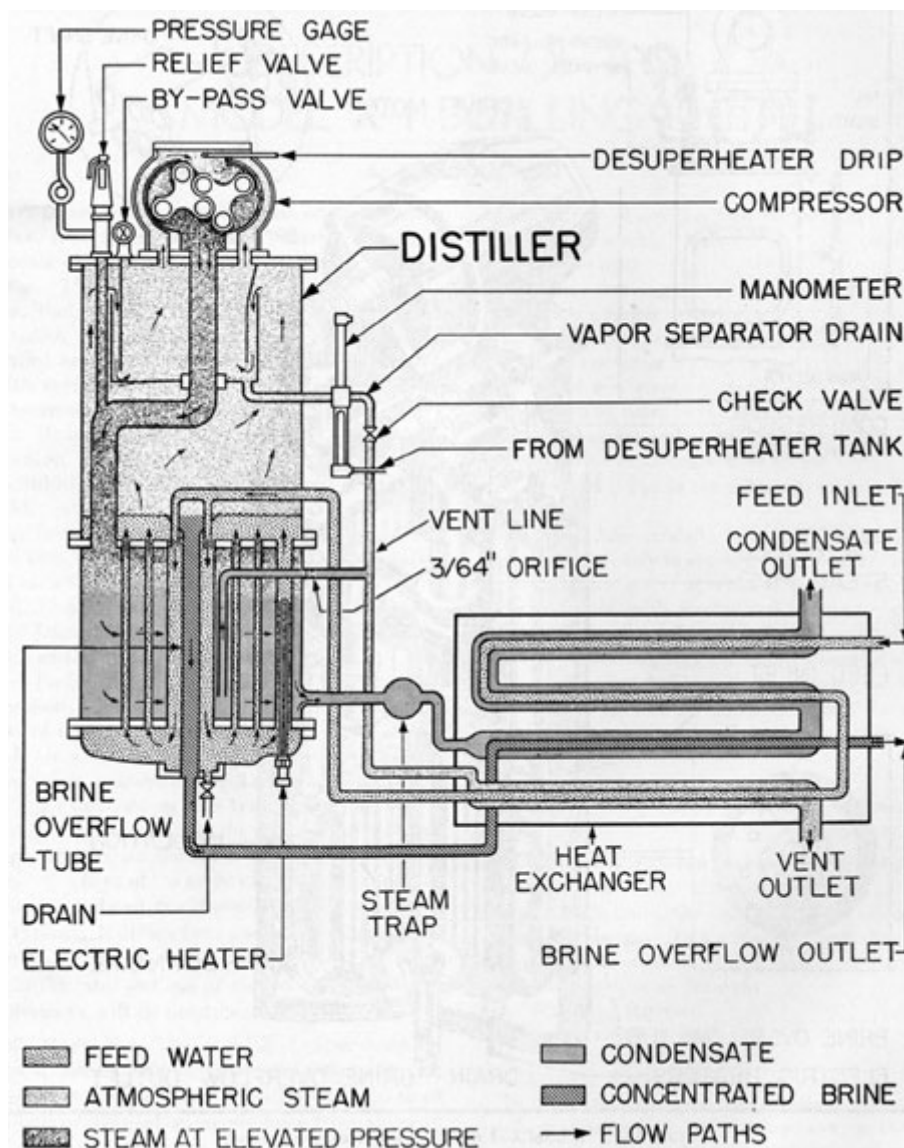 PRESSURE GAGE
RELIEF VALVE
BY-PASS VALVE
DESUPERHEATER DRIP
COMPRESSOR
DISTILLER
MANOMETER
VAPOR SEPARATOR DRAIN
CHECK VALVE
FROM DESUPERHEATER TANK
FEED INLET
VENT LINE
CONDENSATE
OUTLET
3/64" ORIFICE
BRINE
OVERFLOW
TUBE
HEAT
EXCHANGER
VENT
OUTLET
DRAIN
STEAM
TRAP
ELECTRIC HEATER
BRINE OVERFLOW OUTLET
FEED WATER
CONDENSATE
ATMOSPHERIC STEAM
CONCENTRATED BRINE
STEAM AT ELEVATED PRESSURE
FLOW PATHS